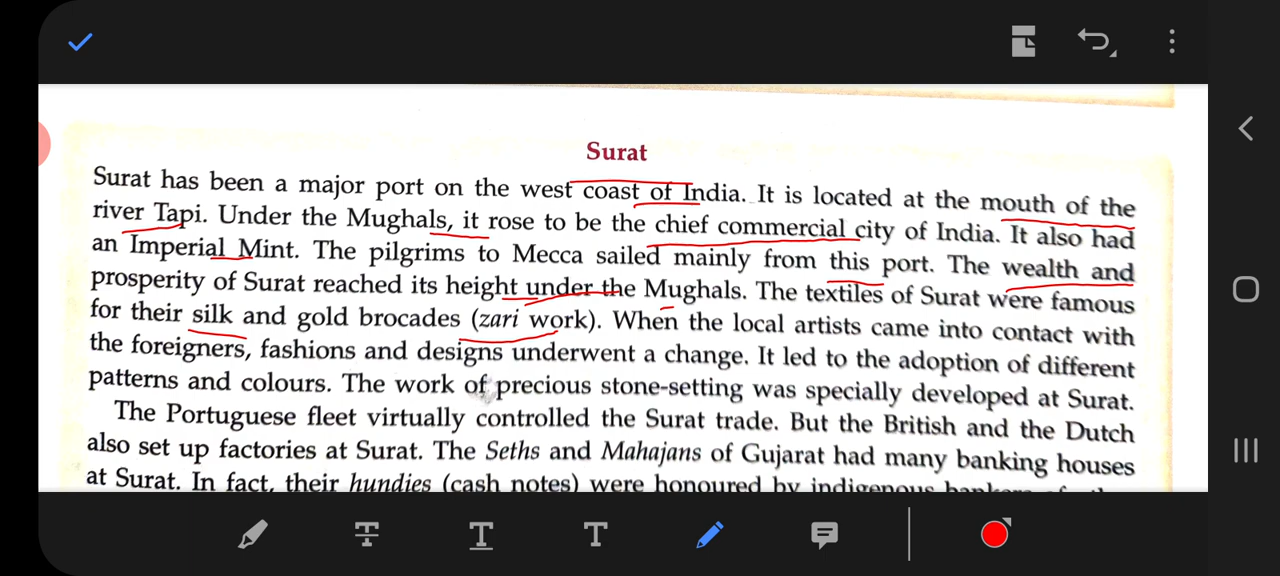 Surat
Surat has been a major port on the west coast of India. It is located at the mouth of the
river Tapi. Under the Mughals, it rose to be the chief commercial city of India. It also had
an Imperial Mint. The pilgrims to Mecca sailed mainly from this port. The wealth and
prosperity of Surat reached its height under the Mughals. The textiles of Surat were famous
for their silk and gold brocades (zari work). When the local artists came into contact with
the foreigners, fashions and designs underwent a change. It led to the adoption of different
patterns and colours. The work of precious stone-setting was specially developed at Surat.
The Portuguese fleet virtually controlled the Surat trade. But the British and the Dutch
also set up factories at Surat. The Seths and Mahajans of Gujarat had many banking houses
at Surat. In fact, their hundies (cash notes) were honoured by indigenous
T
T
T